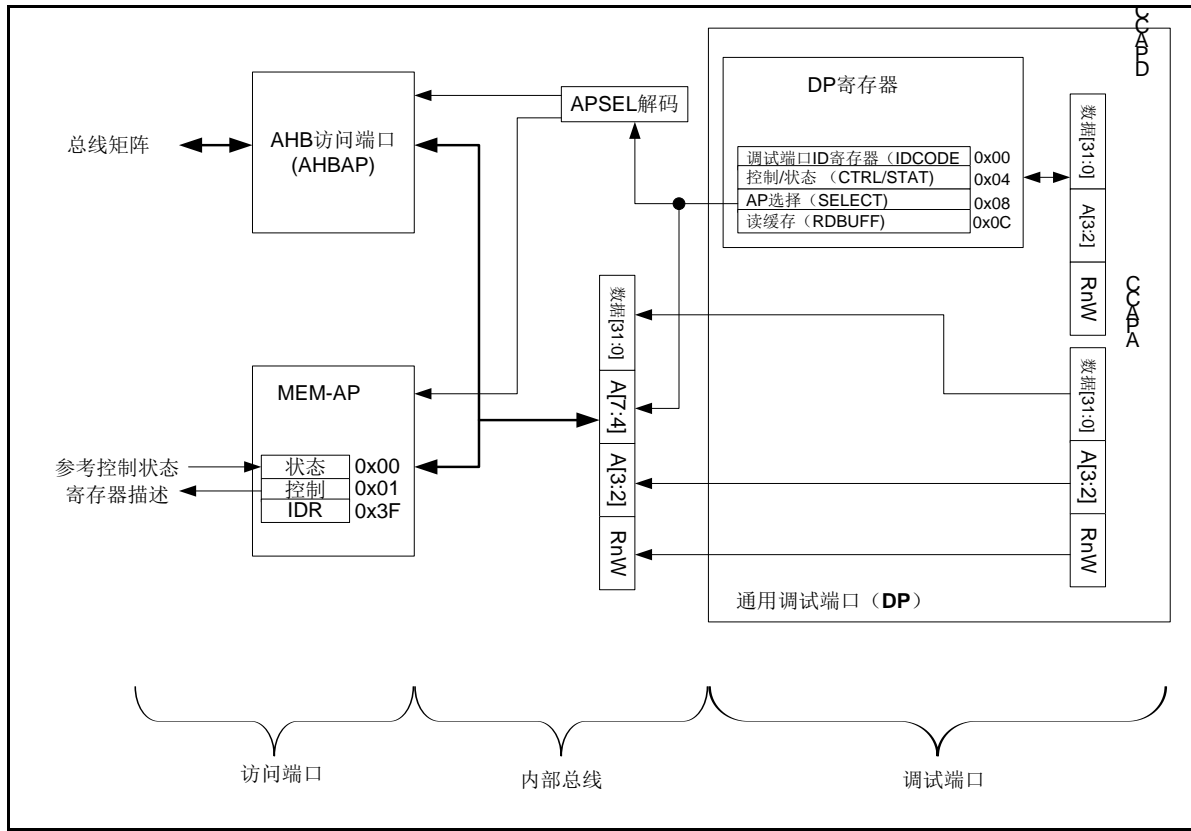 DPACC
DP寄存器
APSEL解码
AHB访问端口
(AHBAP)
总线矩阵
调试端口ID寄存器（IDCODE
0x00
控制/状态 （CTRL/STAT)
0x04
AP选择（SELECT)
0x08
读缓存（RDBUFF)
0x0C
数据[31:0]
A[3:2]
RnW
APACC
数据[31:0]
A[7:4]
A[3:2]
RnW
数据[31:0]
A[3:2]
RnW
MEM-AP
参考控制状态
寄存器描述
状态
0x00
控制
0x01
IDR
0x3F
通用调试端口（DP）
访问端口
内部总线
调试端口